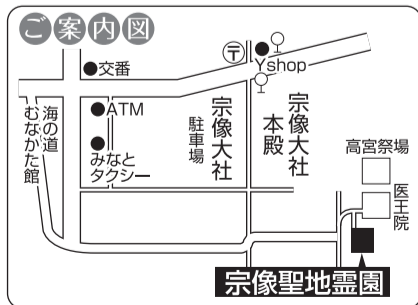 ご案内図
〒
Yshop
交番
ATM
みなと
タクシー
海の道
むなかた館
宗像大社
駐車場
宗像大社
本殿
高宮祭場
医王院
宗像聖地霊園